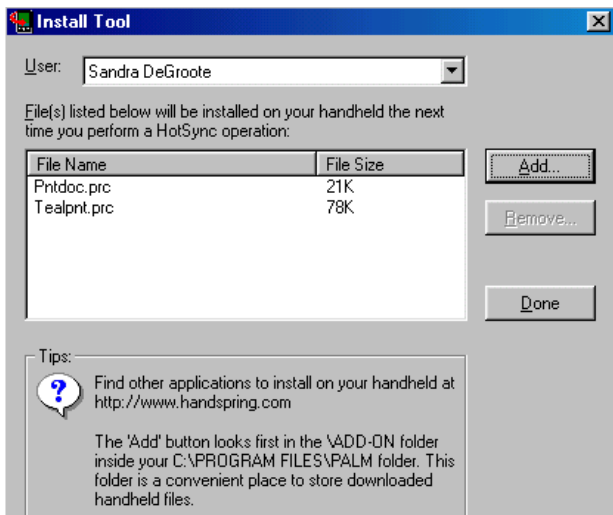 Install Tool
User: Sandra DeGroote
File(s) listed below will be installed on your handheld the next
time you perform a HotSync operation:
File Name File Size
Pntdoc.prc 21K
Tealpnt.prc 78K
Add...
Remove...
Done
Tips:
Find other applications to install on your handheld at
http://www.handspring.com
The 'Add' button looks first in the \ADD-ON folder
inside your C:\PROGRAM FILES\PALM folder. This
folder is a convenient place to store downloaded
handheld files.